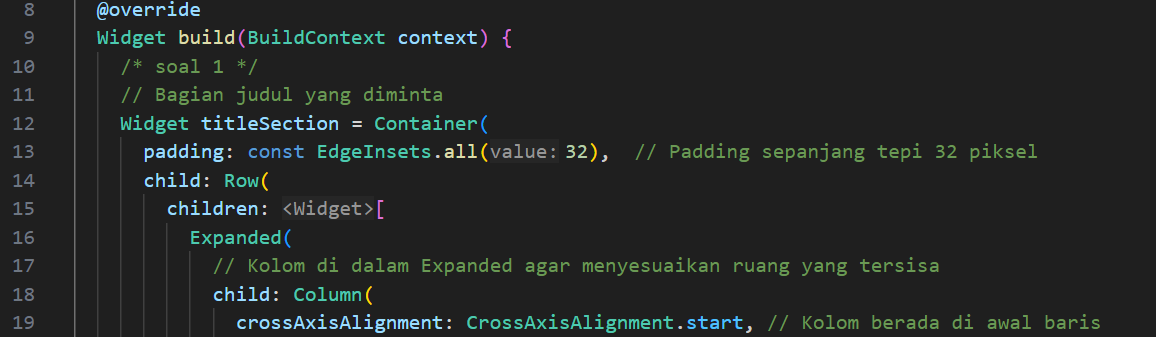 8 @override
9 Widget build(BuildContext context) {
10 /* soal 1 */
11 // Bagian judul yang diminta
12 Widget titleSection = Container(
13 padding: const EdgeInsets.all(value: 32), // Padding sepanjang tepi 32 piksel
14 child: Row(
15 children: <Widget>[
16 Expanded(
17 // Kolom di dalam Expanded agar menyesuaikan ruang yang tersisa
18 child: Column(
19 crossAxisAlignment: CrossAxisAlignment.start, // Kolom berada di awal baris